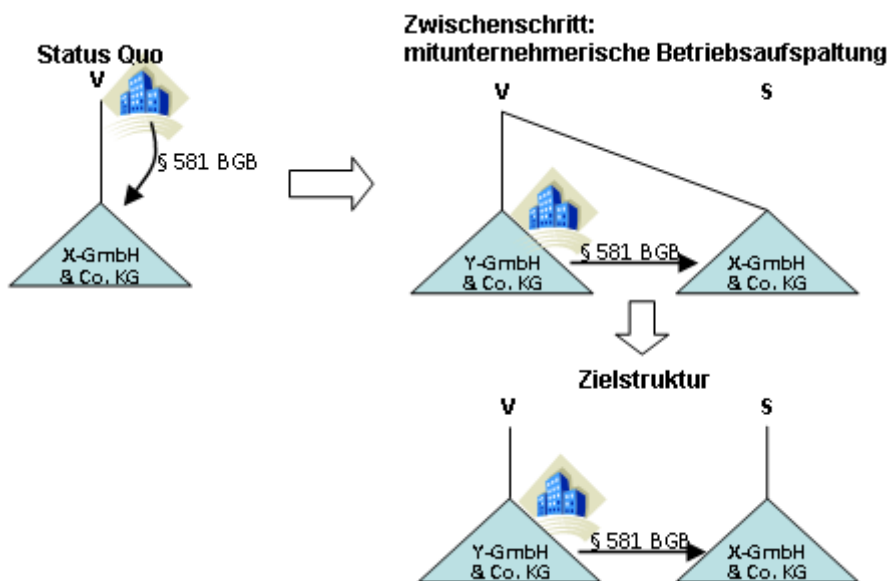 Status Quo
V
§ 581 BGB
X-GmbH
& Co. KG
Zwischenschritt:
mitunternehmerische Betriebsaufspaltung
V
S
§ 581 BGB
Y-GmbH
& Co. KG
X-GmbH
& Co. KG
Zielstruktur
V
S
§ 581 BGB
Y-GmbH
& Co. KG
X-GmbH
& Co. KG